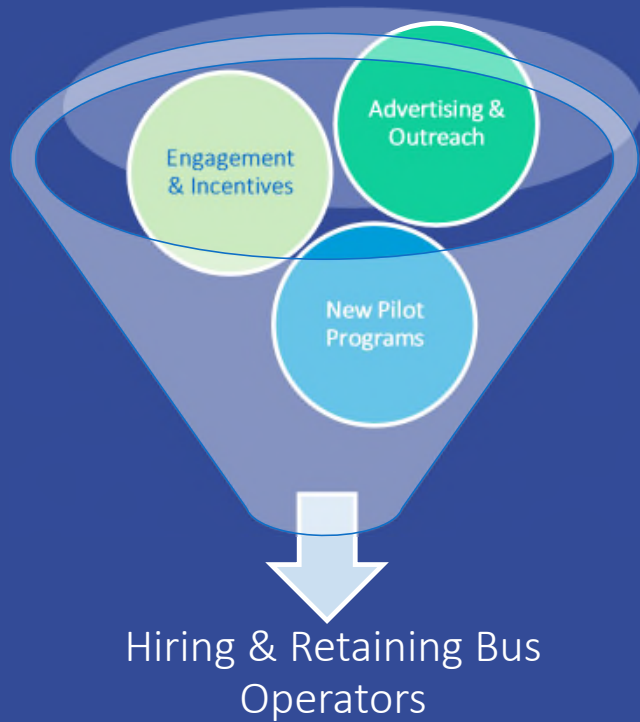 Engagement
& Incentives
Advertising &
Outreach
New Pilot
Programs
Hiring & Retaining Bus
Operators